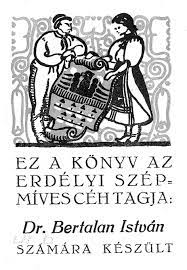 EZ A KÖNYV AZ
ERDÉLYI SZÉP=
MÍVES CÉH TAGJA:
Dr. Bertalan István
SZÁMÁRA KÉSZÜLT